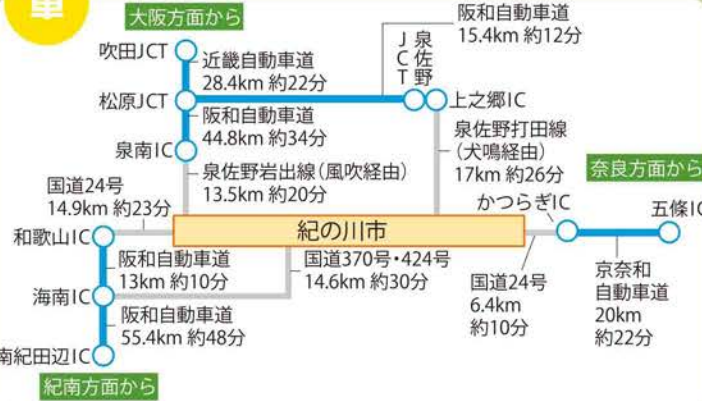 車
大阪方面から
吹田JCT
近畿自動車道
28.4km 約22分
阪和自動車道
15.4km 約12分
泉佐野
JCT
上之郷IC
松原JCT
阪和自動車道
44.8km 約34分
泉南IC
泉佐野岩出線(風吹経由)
13.5km 約20分
泉佐野打田線
(犬鳴経由)
17km 約26分
奈良方面から
かつらぎIC
五條IC
国道24号
14.9km 約23分
紀の川市
和歌山IC
阪和自動車道
13km 約10分
国道370号・424号
14.6km 約30分
国道24号
6.4km
約10分
京奈和
自動車道
20km
約22分
海南IC
阪和自動車道
55.4km 約48分
南紀田辺IC
紀南方面から